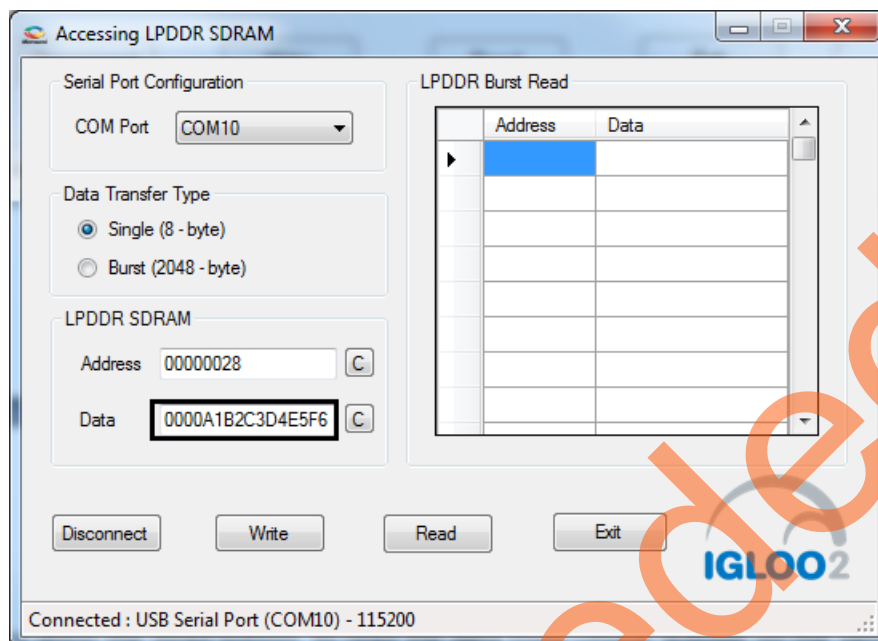 Accessing LPDDR SDRAM
Serial Port Configuration
COM Port COM10
Data Transfer Type
Single (8 - byte)
Burst (2048 - byte)
LPDDR SDRAM
Address 00000028 C
Data 0000A1B2C3D4E5F6 C
LPDDR Burst Read
Address Data
Disconnect Write Read Exit
IGLOO2
Connected : USB Serial Port (COM10) - 115200